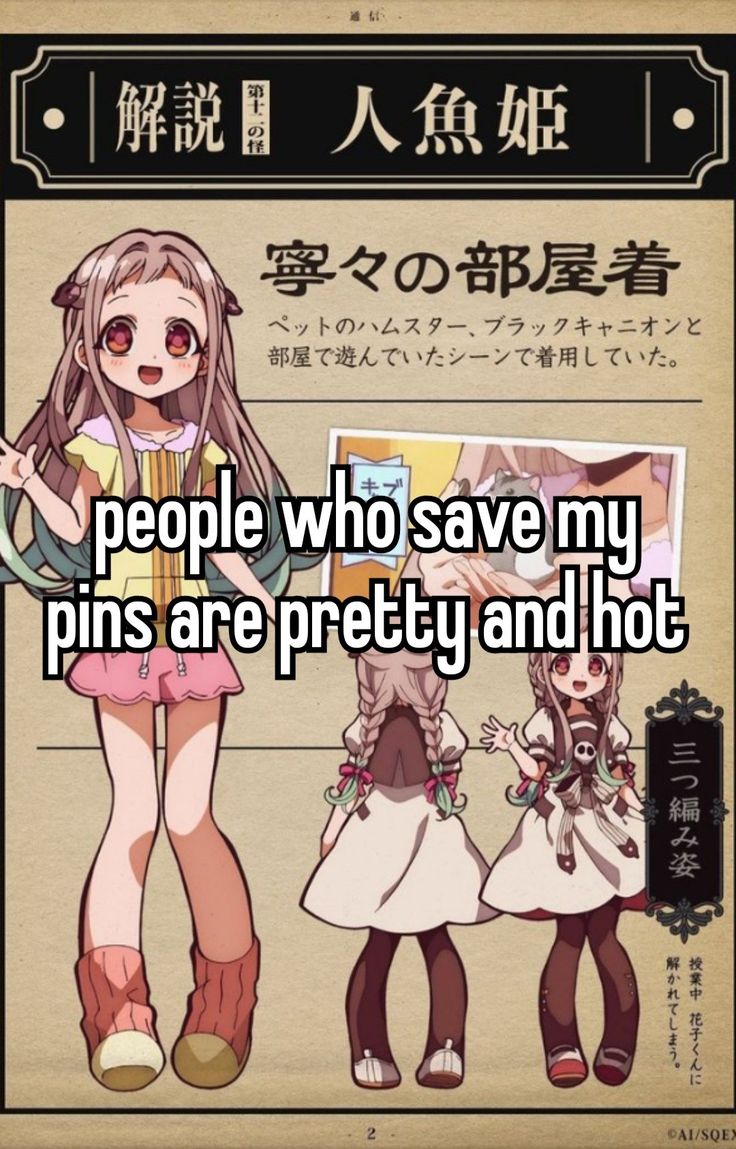 通信
解説 第十二の怪 人魚姫
寧々の部屋着
ペットのハムスター、ブラックキャニオンと
部屋で遊んでいたシーンで着用していた。
キブ
people who save my
pins are pretty and hot
三つ編み姿
授業中 花子くんに
解かれてしまう。
- 2 -
©AI/SQEX